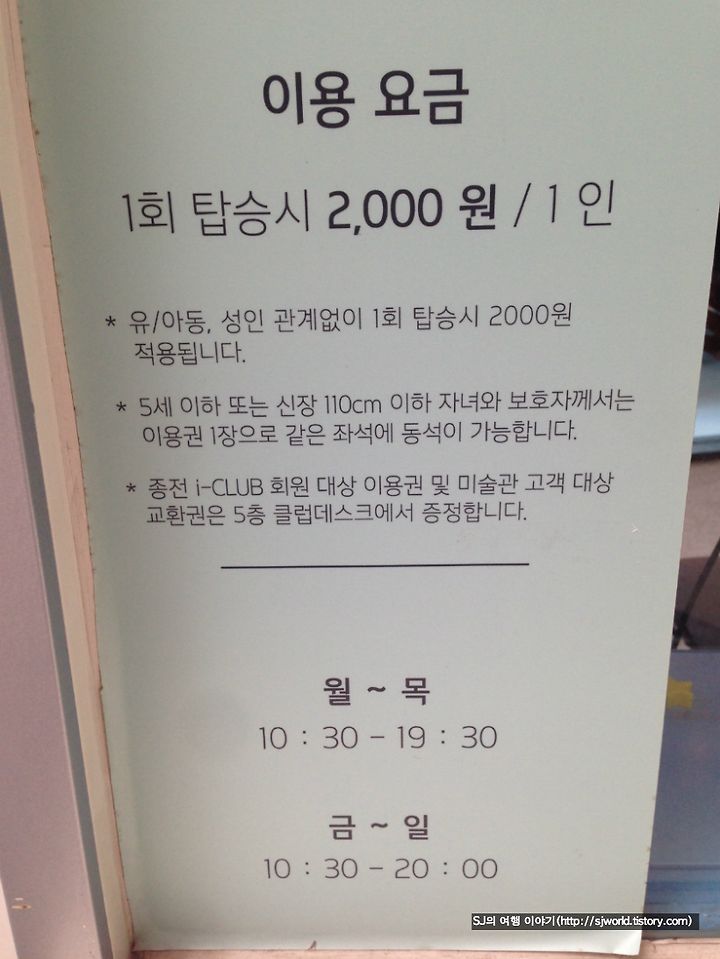 이용 요금
1회 탑승시 2,000 원 / 1 인
* 유/아동, 성인 관계없이 1회 탑승시 2000원
적용됩니다.
* 5세 이하 또는 신장 110cm 이하 자녀와 보호자께서는
이용권 1장으로 같은 좌석에 동석이 가능합니다.
* 종전 i-CLUB 회원 대상 이용권 및 미술관 고객 대상
교환권은 5층 클럽데스크에서 증정합니다.
월 ~ 목
10 : 30 - 19 : 30
금 ~ 일
10 : 30 - 20 : 00
SJ의 여행 이야기(http://sjworld.tistory.com)